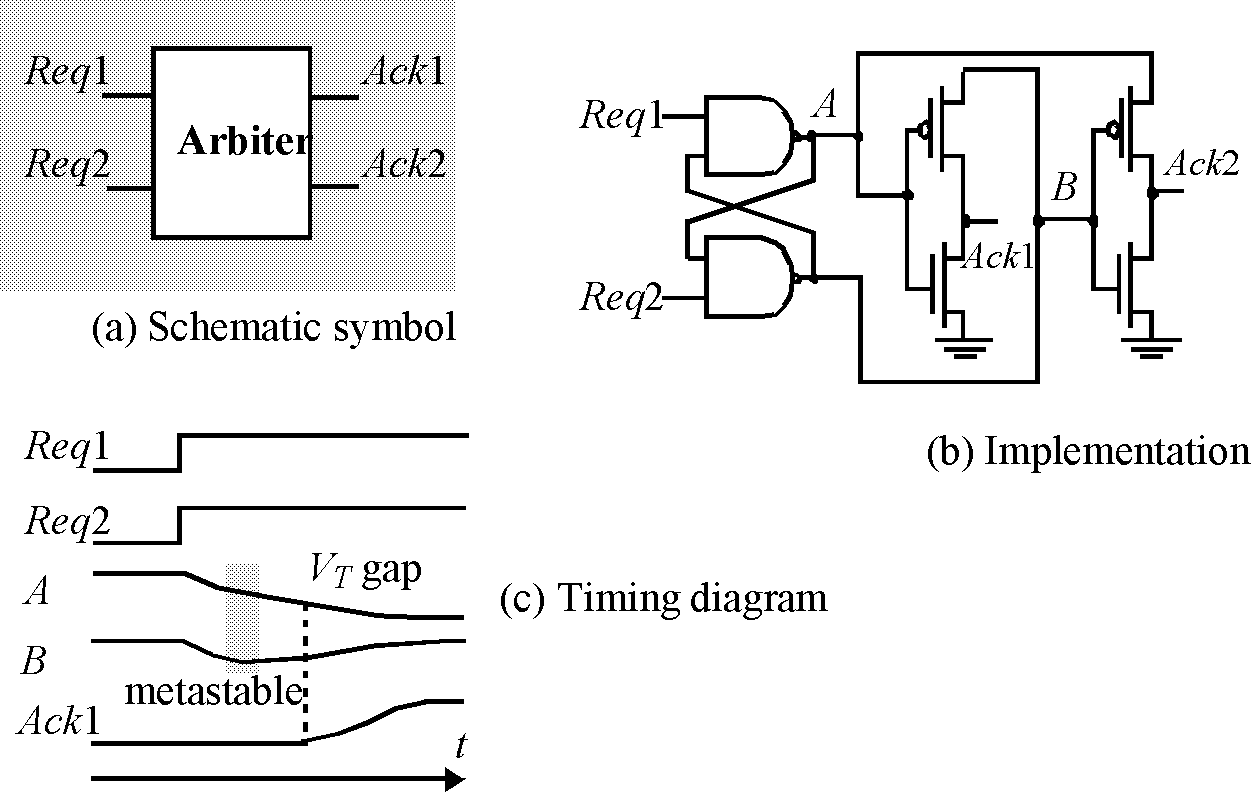 Req1
Ack1
Arbiter
Req2
Ack2
(a) Schematic symbol
Req1
A
Req2
B
Ack1
Ack2
(b) Implementation
Req1
Req2
A
V_T gap
B
metastable
Ack1
t
(c) Timing diagram